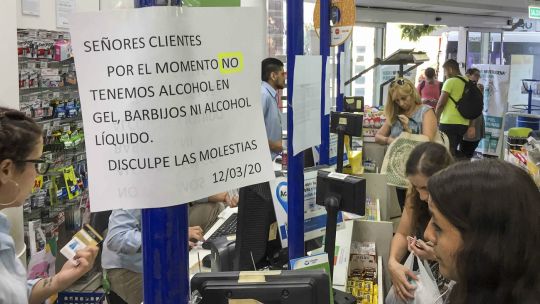 SEÑORES CLIENTES
POR EL MOMENTO NO
TENEMOS ALCOHOL EN
GEL, BARBIJOS NI ALCOHOL
LÍQUIDO.
DISCULPE LAS MOLESTIAS
12/03/20